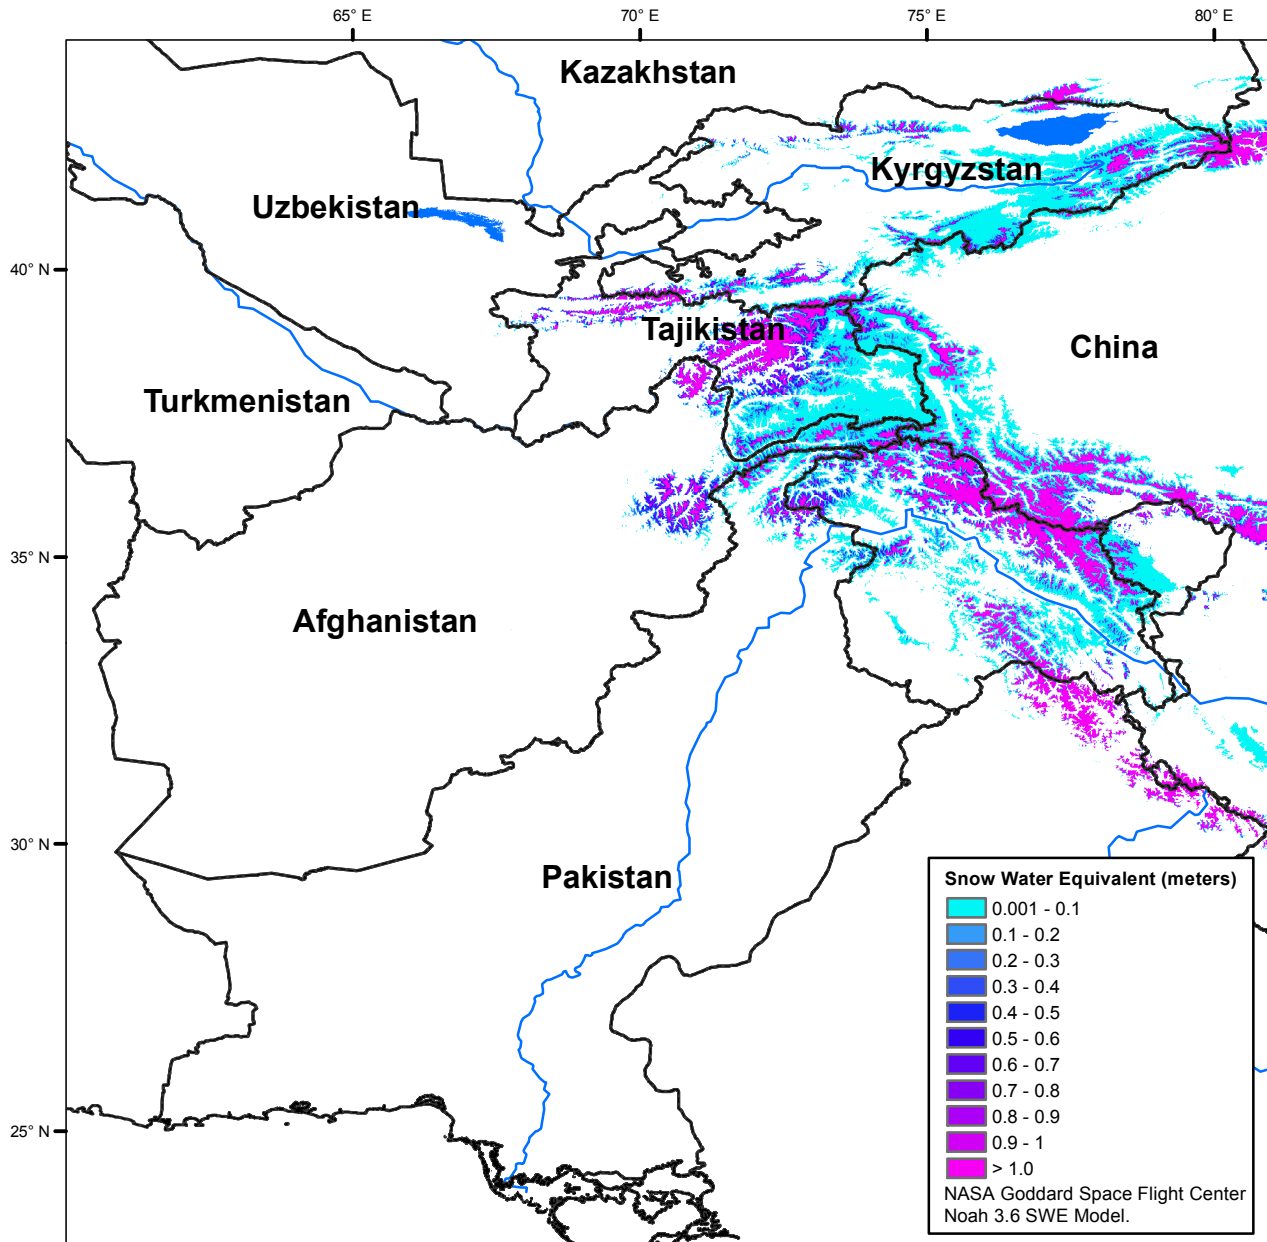 65° E
70° E
75° E
80° E
Kazakhstan
Kyrgyzstan
Uzbekistan
40° N
Tajikistan
China
Turkmenistan
35° N
Afghanistan
30° N
Pakistan
25° N
Snow Water Equivalent (meters)
0.001 - 0.1
0.1 - 0.2
0.2 - 0.3
0.3 - 0.4
0.4 - 0.5
0.5 - 0.6
0.6 - 0.7
0.7 - 0.8
0.8 - 0.9
0.9 - 1
> 1.0
NASA Goddard Space Flight Center
Noah 3.6 SWE Model.